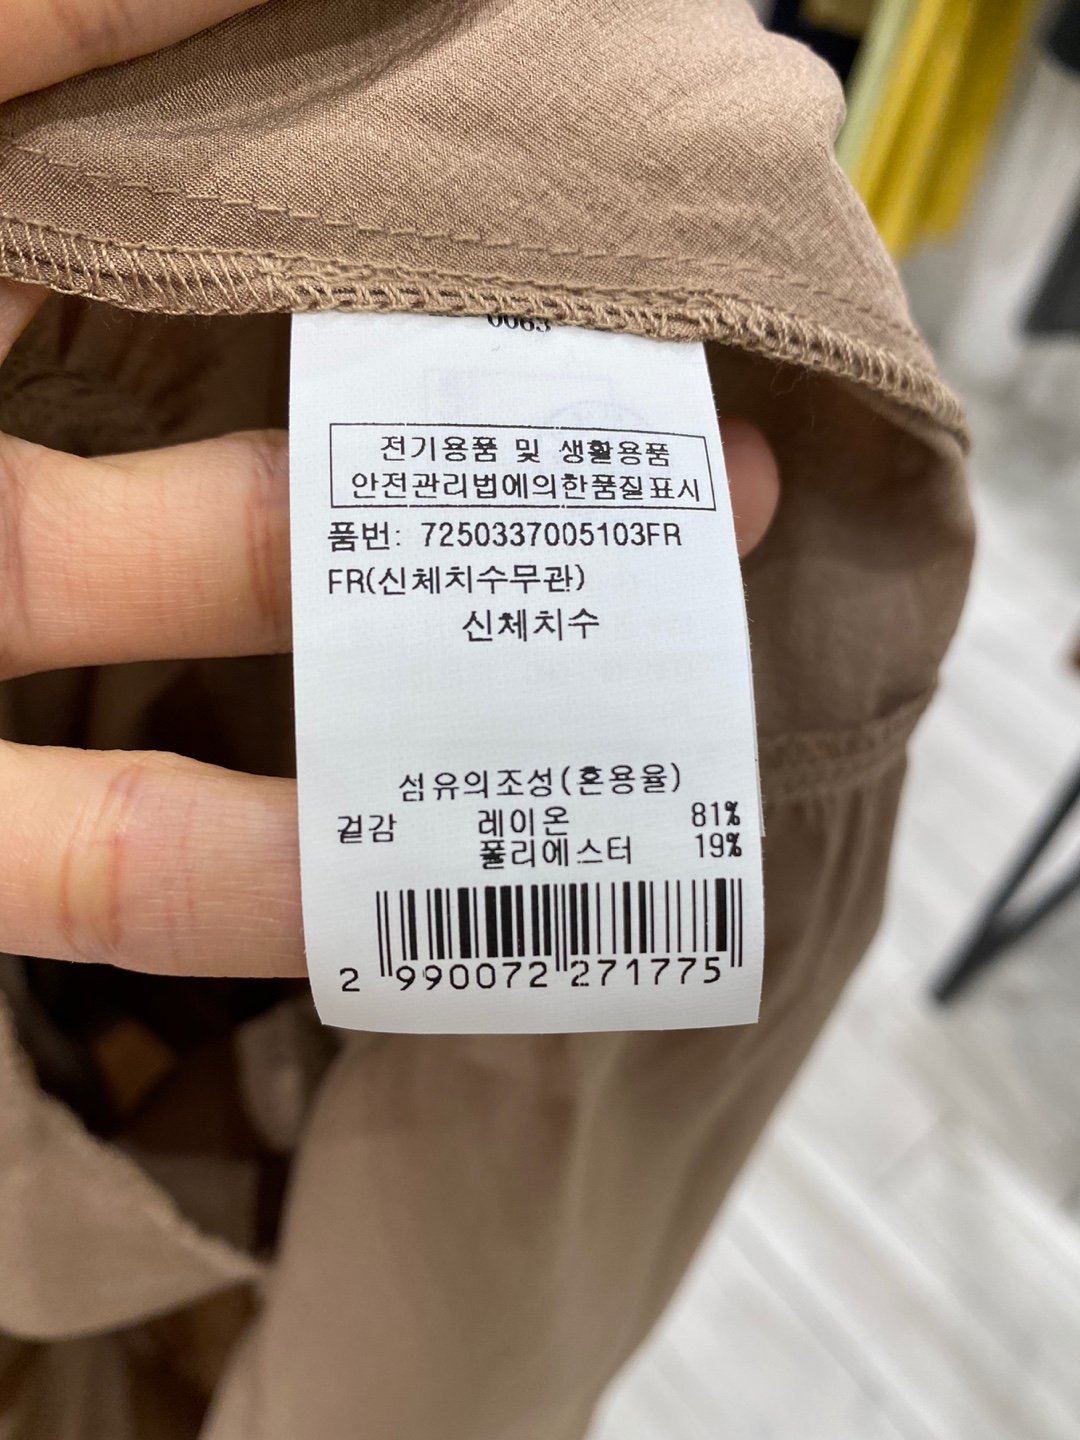 0063
전기용품 및 생활용품
안전관리법에의한품질표시
품번: 7250337005103FR
FR(신체치수무관)
신체치수
섬유의조성(혼용율)
겉감 레이온 81%
폴리에스터 19%
2 990072 271775